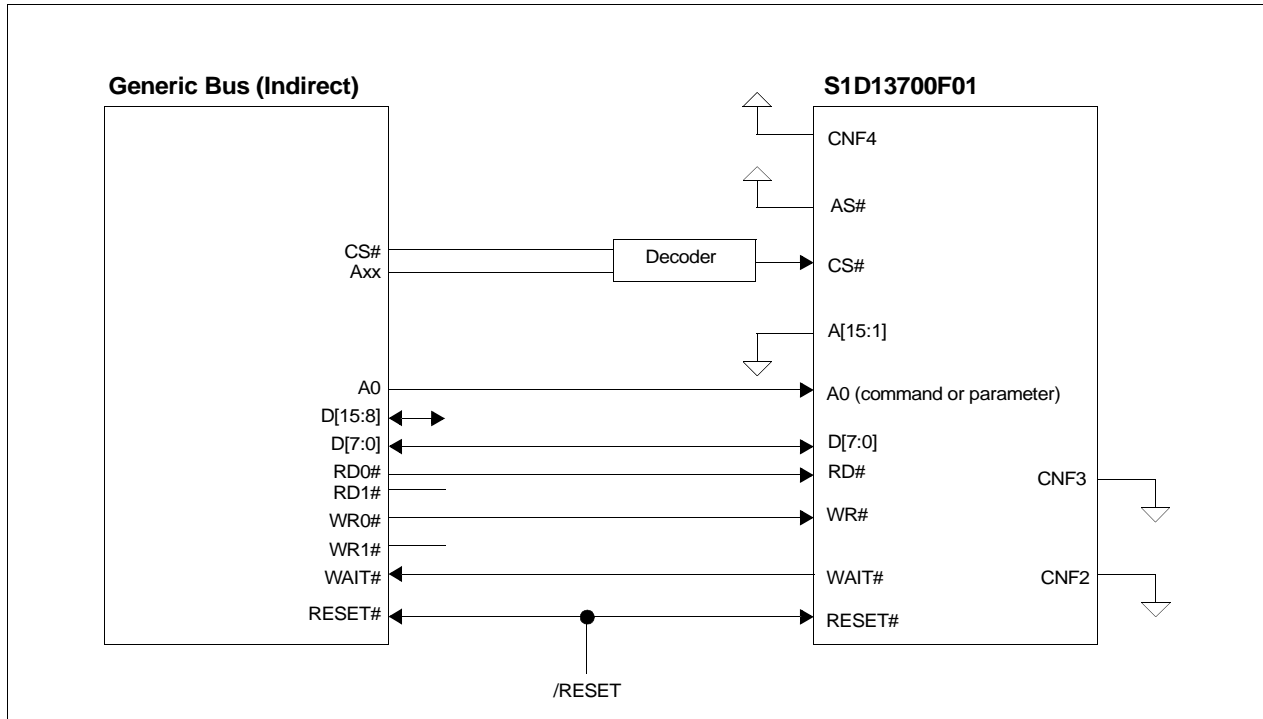 Generic Bus (Indirect)
S1D13700F01
CNF4
AS#
CS#
Axx
Decoder
CS#
A[15:1]
A0
A0 (command or parameter)
D[15:8]
D[7:0]
D[7:0]
RD0#
RD#
RD1#
CNF3
WR0#
WR#
WR1#
WAIT#
WAIT#
CNF2
RESET#
RESET#
/RESET